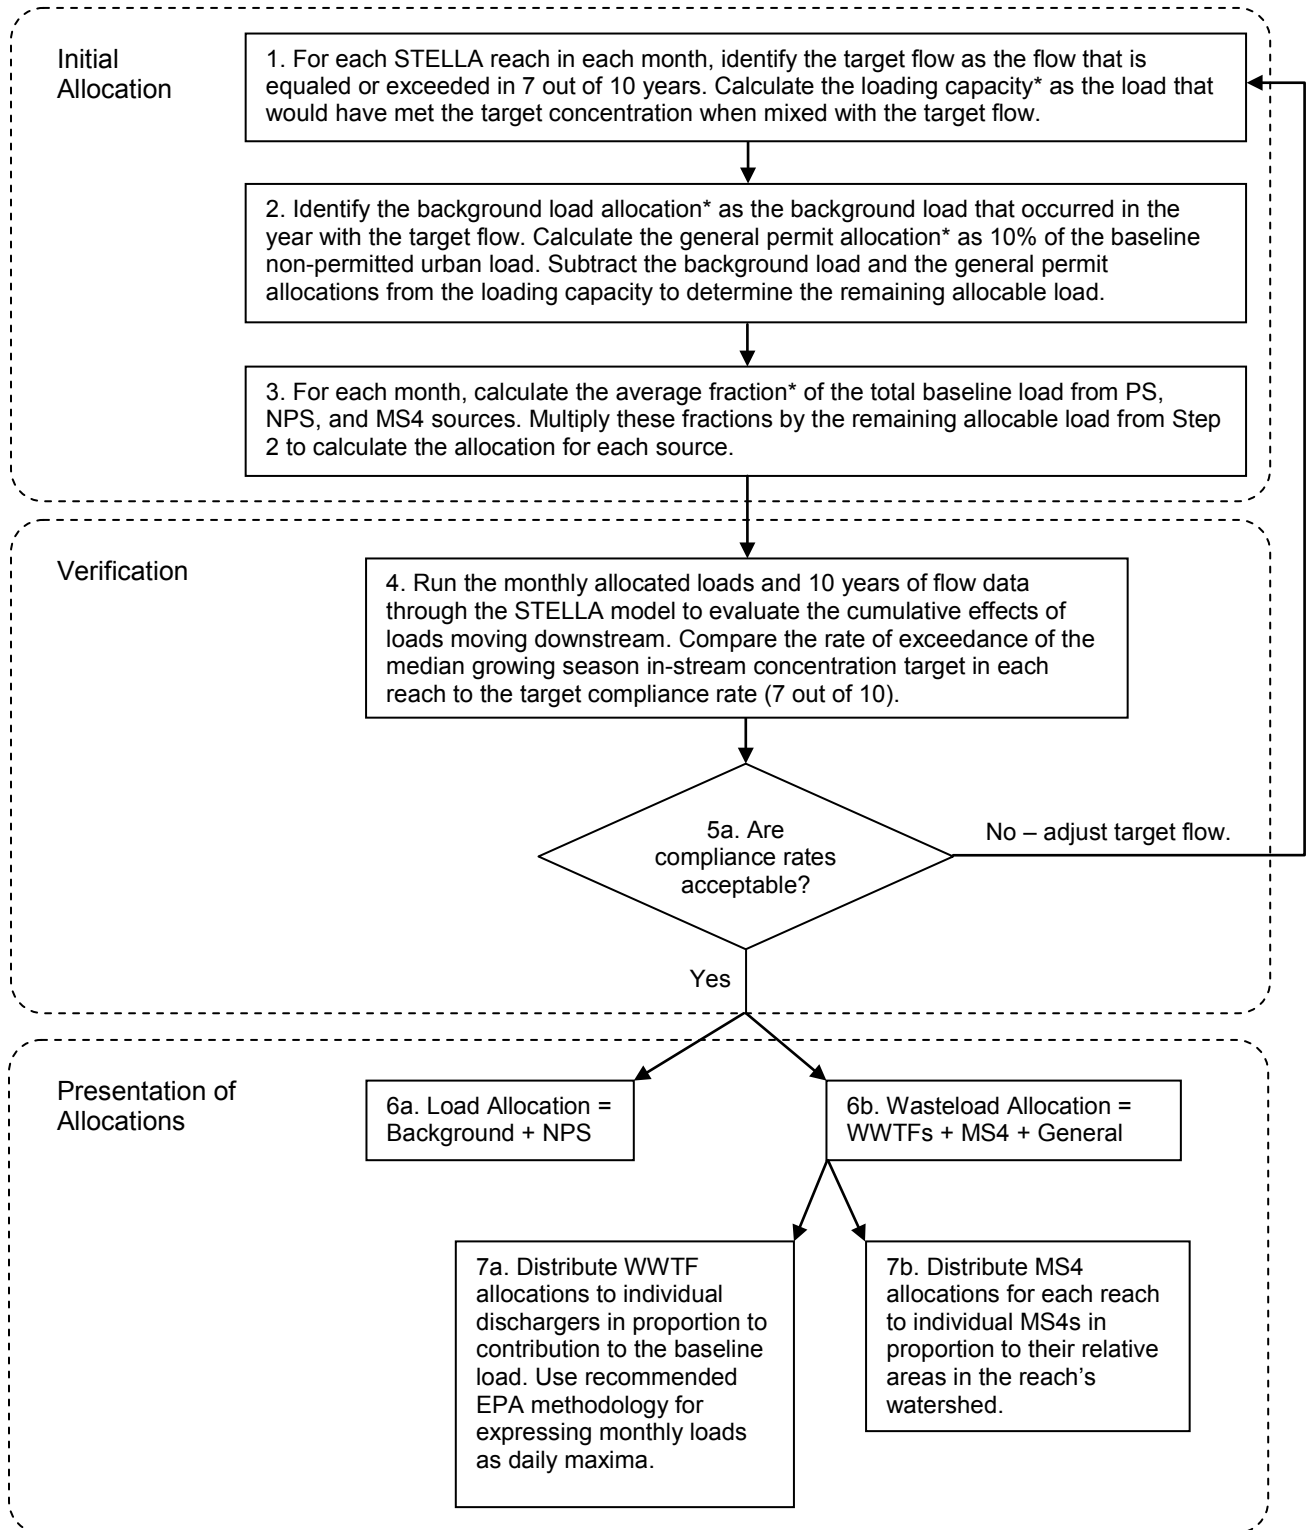 Initial
Allocation
1. For each STELLA reach in each month, identify the target flow as the flow that is
equaled or exceeded in 7 out of 10 years. Calculate the loading capacity* as the load that
would have met the target concentration when mixed with the target flow.
2. Identify the background load allocation* as the background load that occurred in the
year with the target flow. Calculate the general permit allocation* as 10% of the baseline
non-permitted urban load. Subtract the background load and the general permit
allocations from the loading capacity to determine the remaining allocable load.
3. For each month, calculate the average fraction* of the total baseline load from PS,
NPS, and MS4 sources. Multiply these fractions by the remaining allocable load from Step
2 to calculate the allocation for each source.
Verification
4. Run the monthly allocated loads and 10 years of flow data
through the STELLA model to evaluate the cumulative effects of
loads moving downstream. Compare the rate of exceedance of the
median growing season in-stream concentration target in each
reach to the target compliance rate (7 out of 10).
5a. Are
compliance rates
acceptable?
No – adjust target flow.
Yes
Presentation of
Allocations
6a. Load Allocation =
Background + NPS
6b. Wasteload Allocation =
WWTFs + MS4 + General
7a. Distribute WWTF
allocations to individual
dischargers in proportion to
contribution to the baseline
load. Use recommended
EPA methodology for
expressing monthly loads
as daily maxima.
7b. Distribute MS4
allocations for each reach
to individual MS4s in
proportion to their relative
areas in the reach's
watershed.